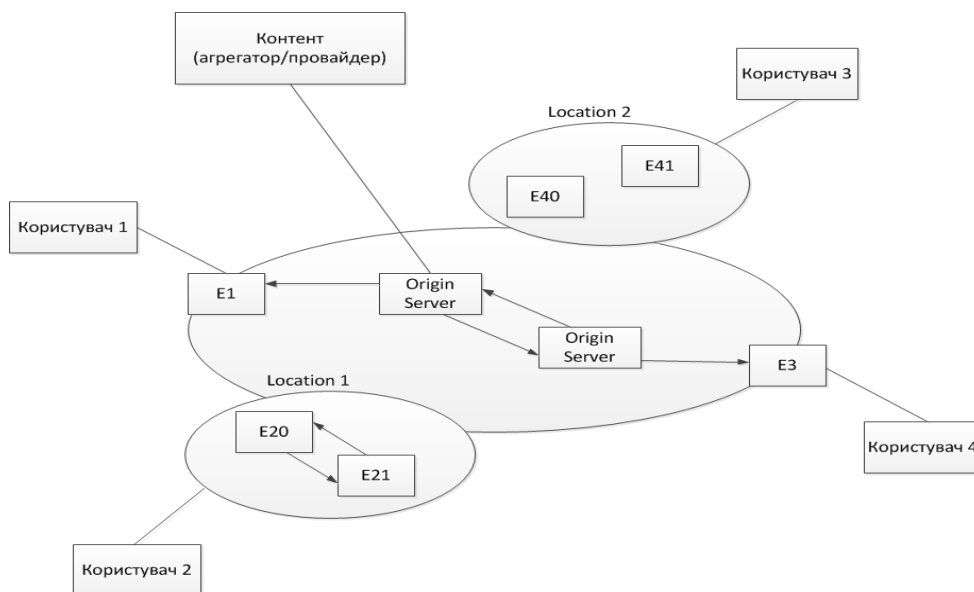 Контент
(агрегатор/провайдер)
Користувач 3
Location 2
E41
E40
Користувач 1
E1
Origin
Server
Origin
Server
E3
Location 1
E20
E21
Користувач 4
Користувач 2